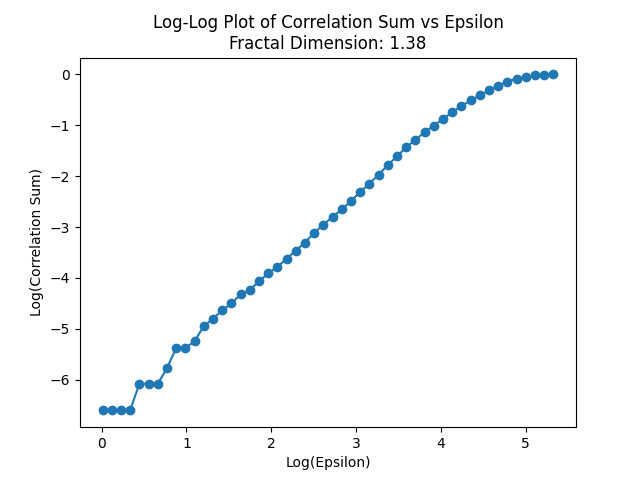 Log-Log Plot of Correlation Sum vs Epsilon
Fractal Dimension: 1.38
Log(Correlation Sum)
0
−1
−2
−3
−4
−5
−6
0 1 2 3 4 5
Log(Epsilon)